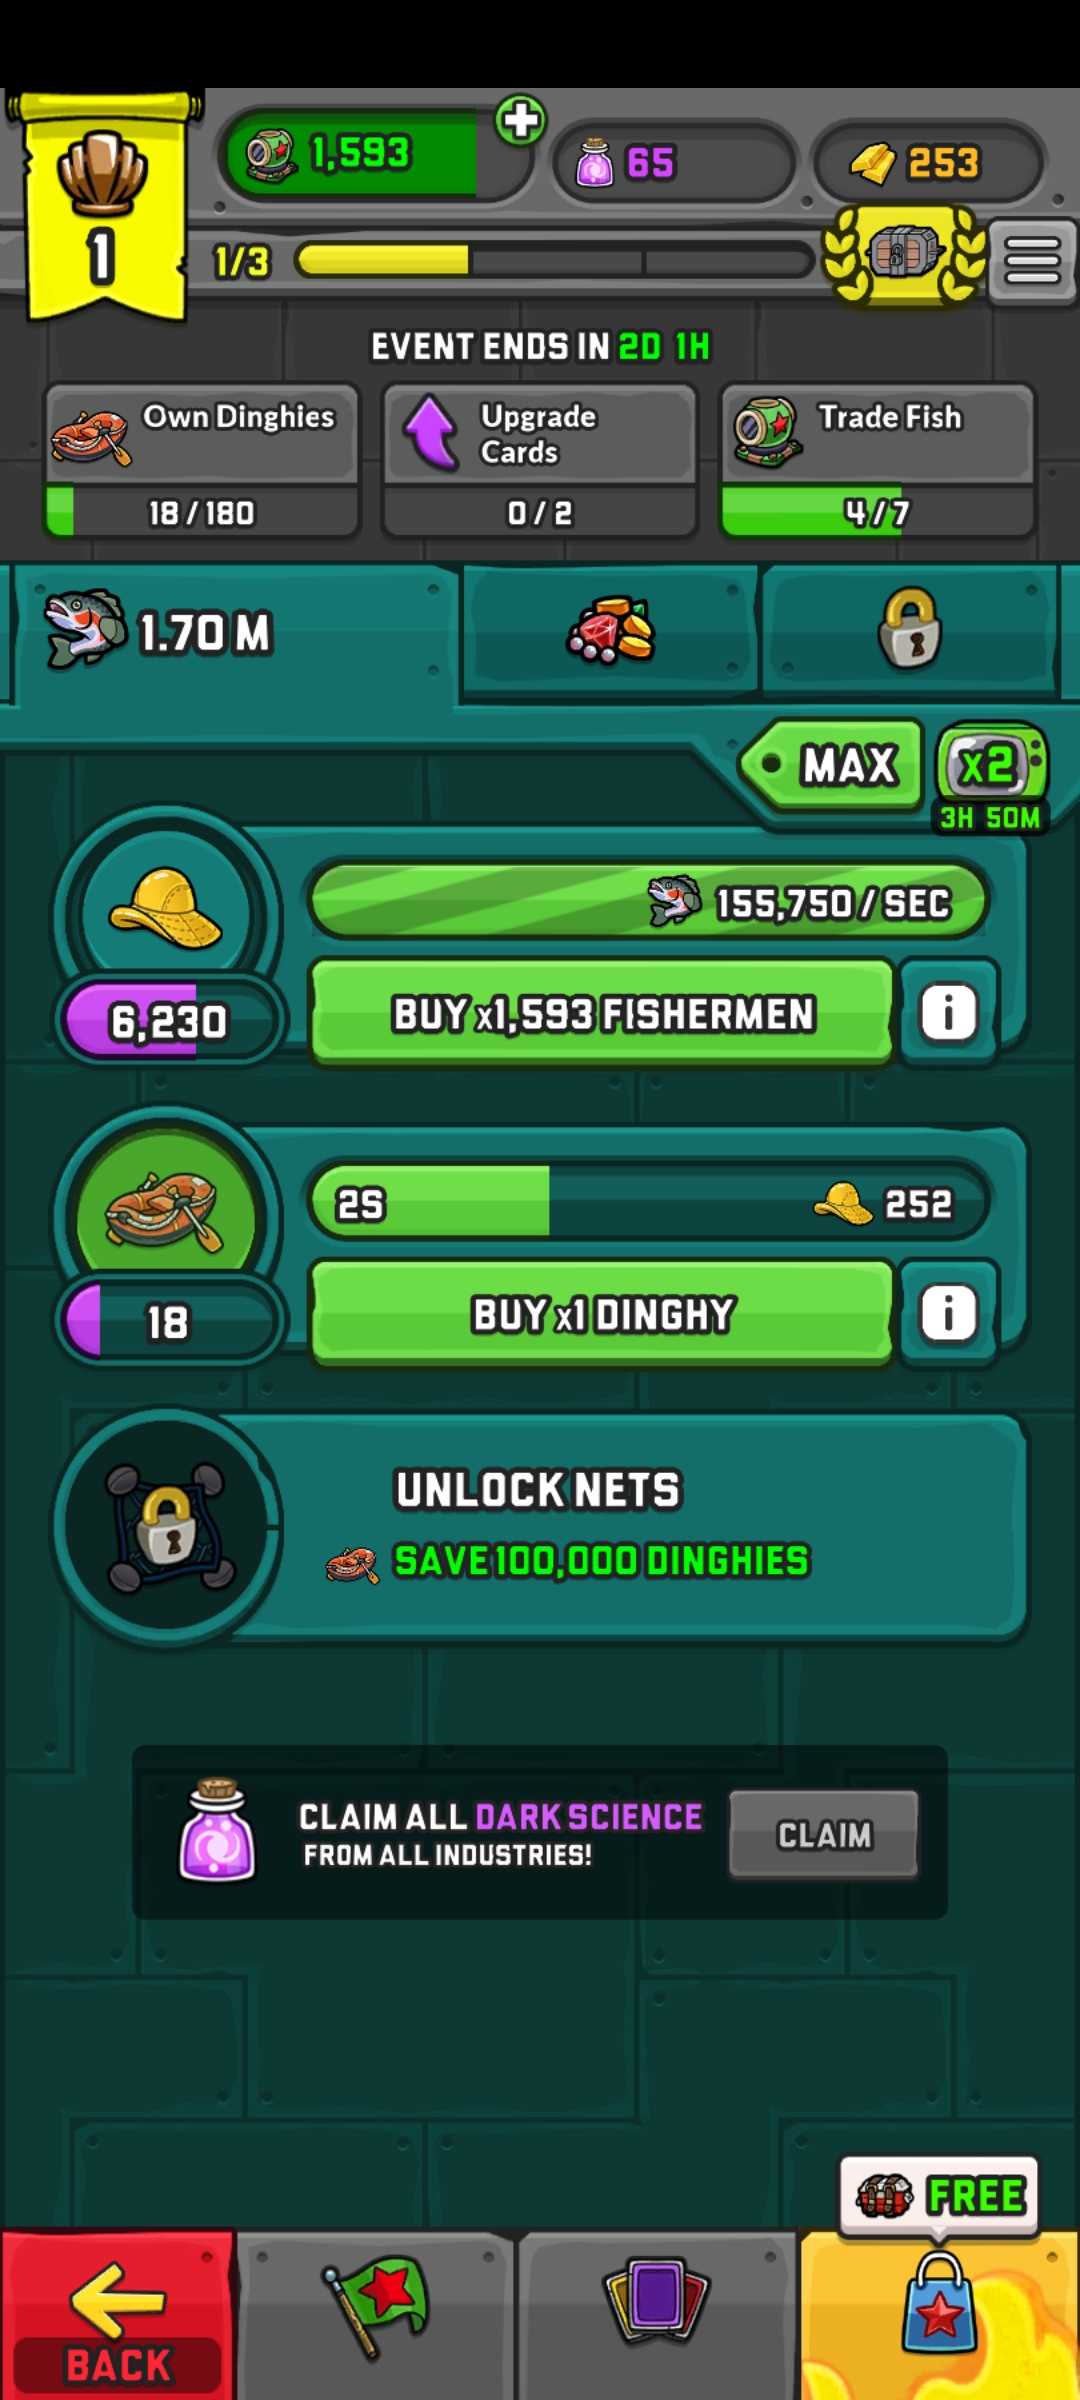 1
1,593
65
253
1/3
EVENT ENDS IN 2D 1H
Own Dinghies
18 / 180
Upgrade
Cards
0 / 2
Trade Fish
4 / 7
1.70 M
MAX
x2
3H 50M
155,750 / SEC
6,230
BUY x1,593 FISHERMEN
i
2S
252
18
BUY x1 DINGHY
i
UNLOCK NETS
SAVE 100,000 DINGHIES
CLAIM ALL DARK SCIENCE
FROM ALL INDUSTRIES!
CLAIM
FREE
BACK